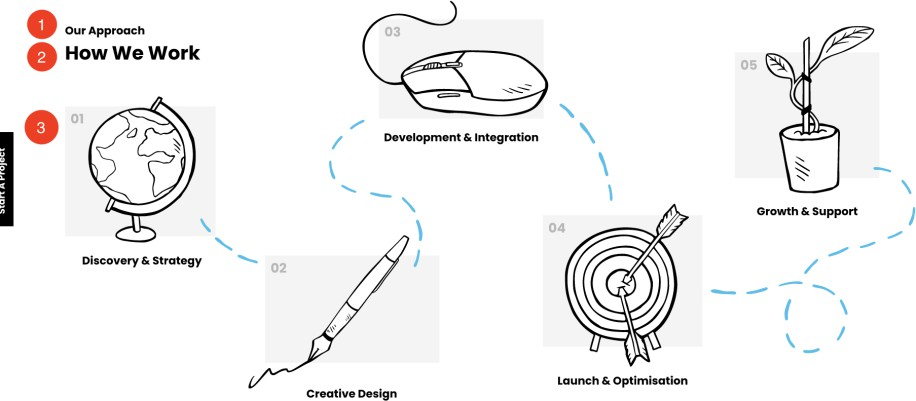 1
Our Approach
2
How We Work
3
01
Discovery & Strategy
02
Creative Design
03
Development & Integration
04
Launch & Optimisation
05
Growth & Support
Start A Project